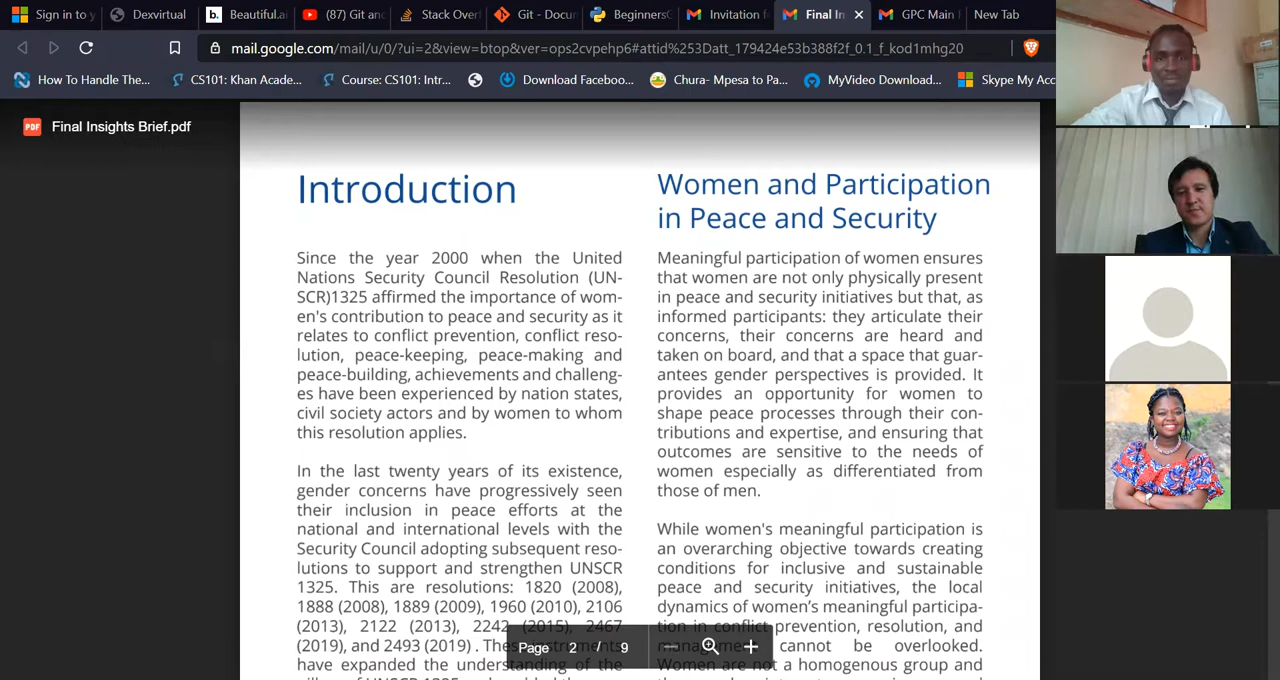 Sign in to y
Dexvirtual
Beautiful.ai
(87) Git and
Stack Over
Git - Docu
BeginnersG
Invitation f
Final In
GPC Main
New Tab
mail.google.com/mail/u/0/?ui=2&view=btop&ver=ops2cvpehp6#attid%253Datt_179424e53b388f2f_0.1_f_kod1mhg20
How To Handle The...
CS101: Khan Acade...
Course: CS101: Intr...
Download Faceboo...
Chura- Mpesa to Pa...
MyVideo Download...
Skype My Acc
PDF
Final Insights Brief.pdf
Introduction
Since the year 2000 when the United
Nations Security Council Resolution (UN-
SCR)1325 affirmed the importance of wom-
en's contribution to peace and security as it
relates to conflict prevention, conflict reso-
lution, peace-keeping, peace-making and
peace-building, achievements and challeng-
es have been experienced by nation states,
civil society actors and by women to whom
this resolution applies.
In the last twenty years of its existence,
gender concerns have progressively seen
their inclusion in peace efforts at the
national and international levels with the
Security Council adopting subsequent reso-
lutions to support and strengthen UNSCR
1325. This are resolutions: 1820 (2008),
1888 (2008), 1889 (2009), 1960 (2010), 2106
(2013), 2122 (2013), 2242 (2015), 2467
(2019), and 2493 (2019) . These instruments
have expanded the understanding of the
Women and Participation
in Peace and Security
Meaningful participation of women ensures
that women are not only physically present
in peace and security initiatives but that, as
informed participants: they articulate their
concerns, their concerns are heard and
taken on board, and that a space that guar-
antees gender perspectives is provided. It
provides an opportunity for women to
shape peace processes through their con-
tributions and expertise, and ensuring that
outcomes are sensitive to the needs of
women especially as differentiated from
those of men.
While women's meaningful participation is
an overarching objective towards creating
conditions for inclusive and sustainable
peace and security initiatives, the local
dynamics of women's meaningful participa-
tion in conflict prevention, resolution, and
management cannot be overlooked.
Women are not a homogenous group and
Page 2 / 9